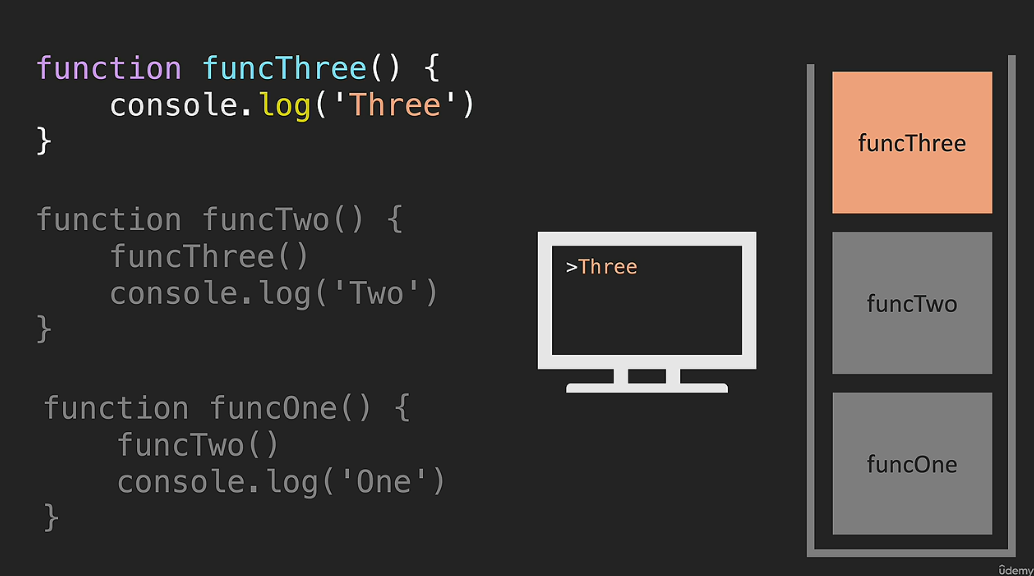 function funcThree() {
    console.log('Three')
}
function funcTwo() {
    funcThree()
    console.log('Two')
}
function funcOne() {
    funcTwo()
    console.log('One')
}
>Three
funcThree
funcTwo
funcOne
ûdemy